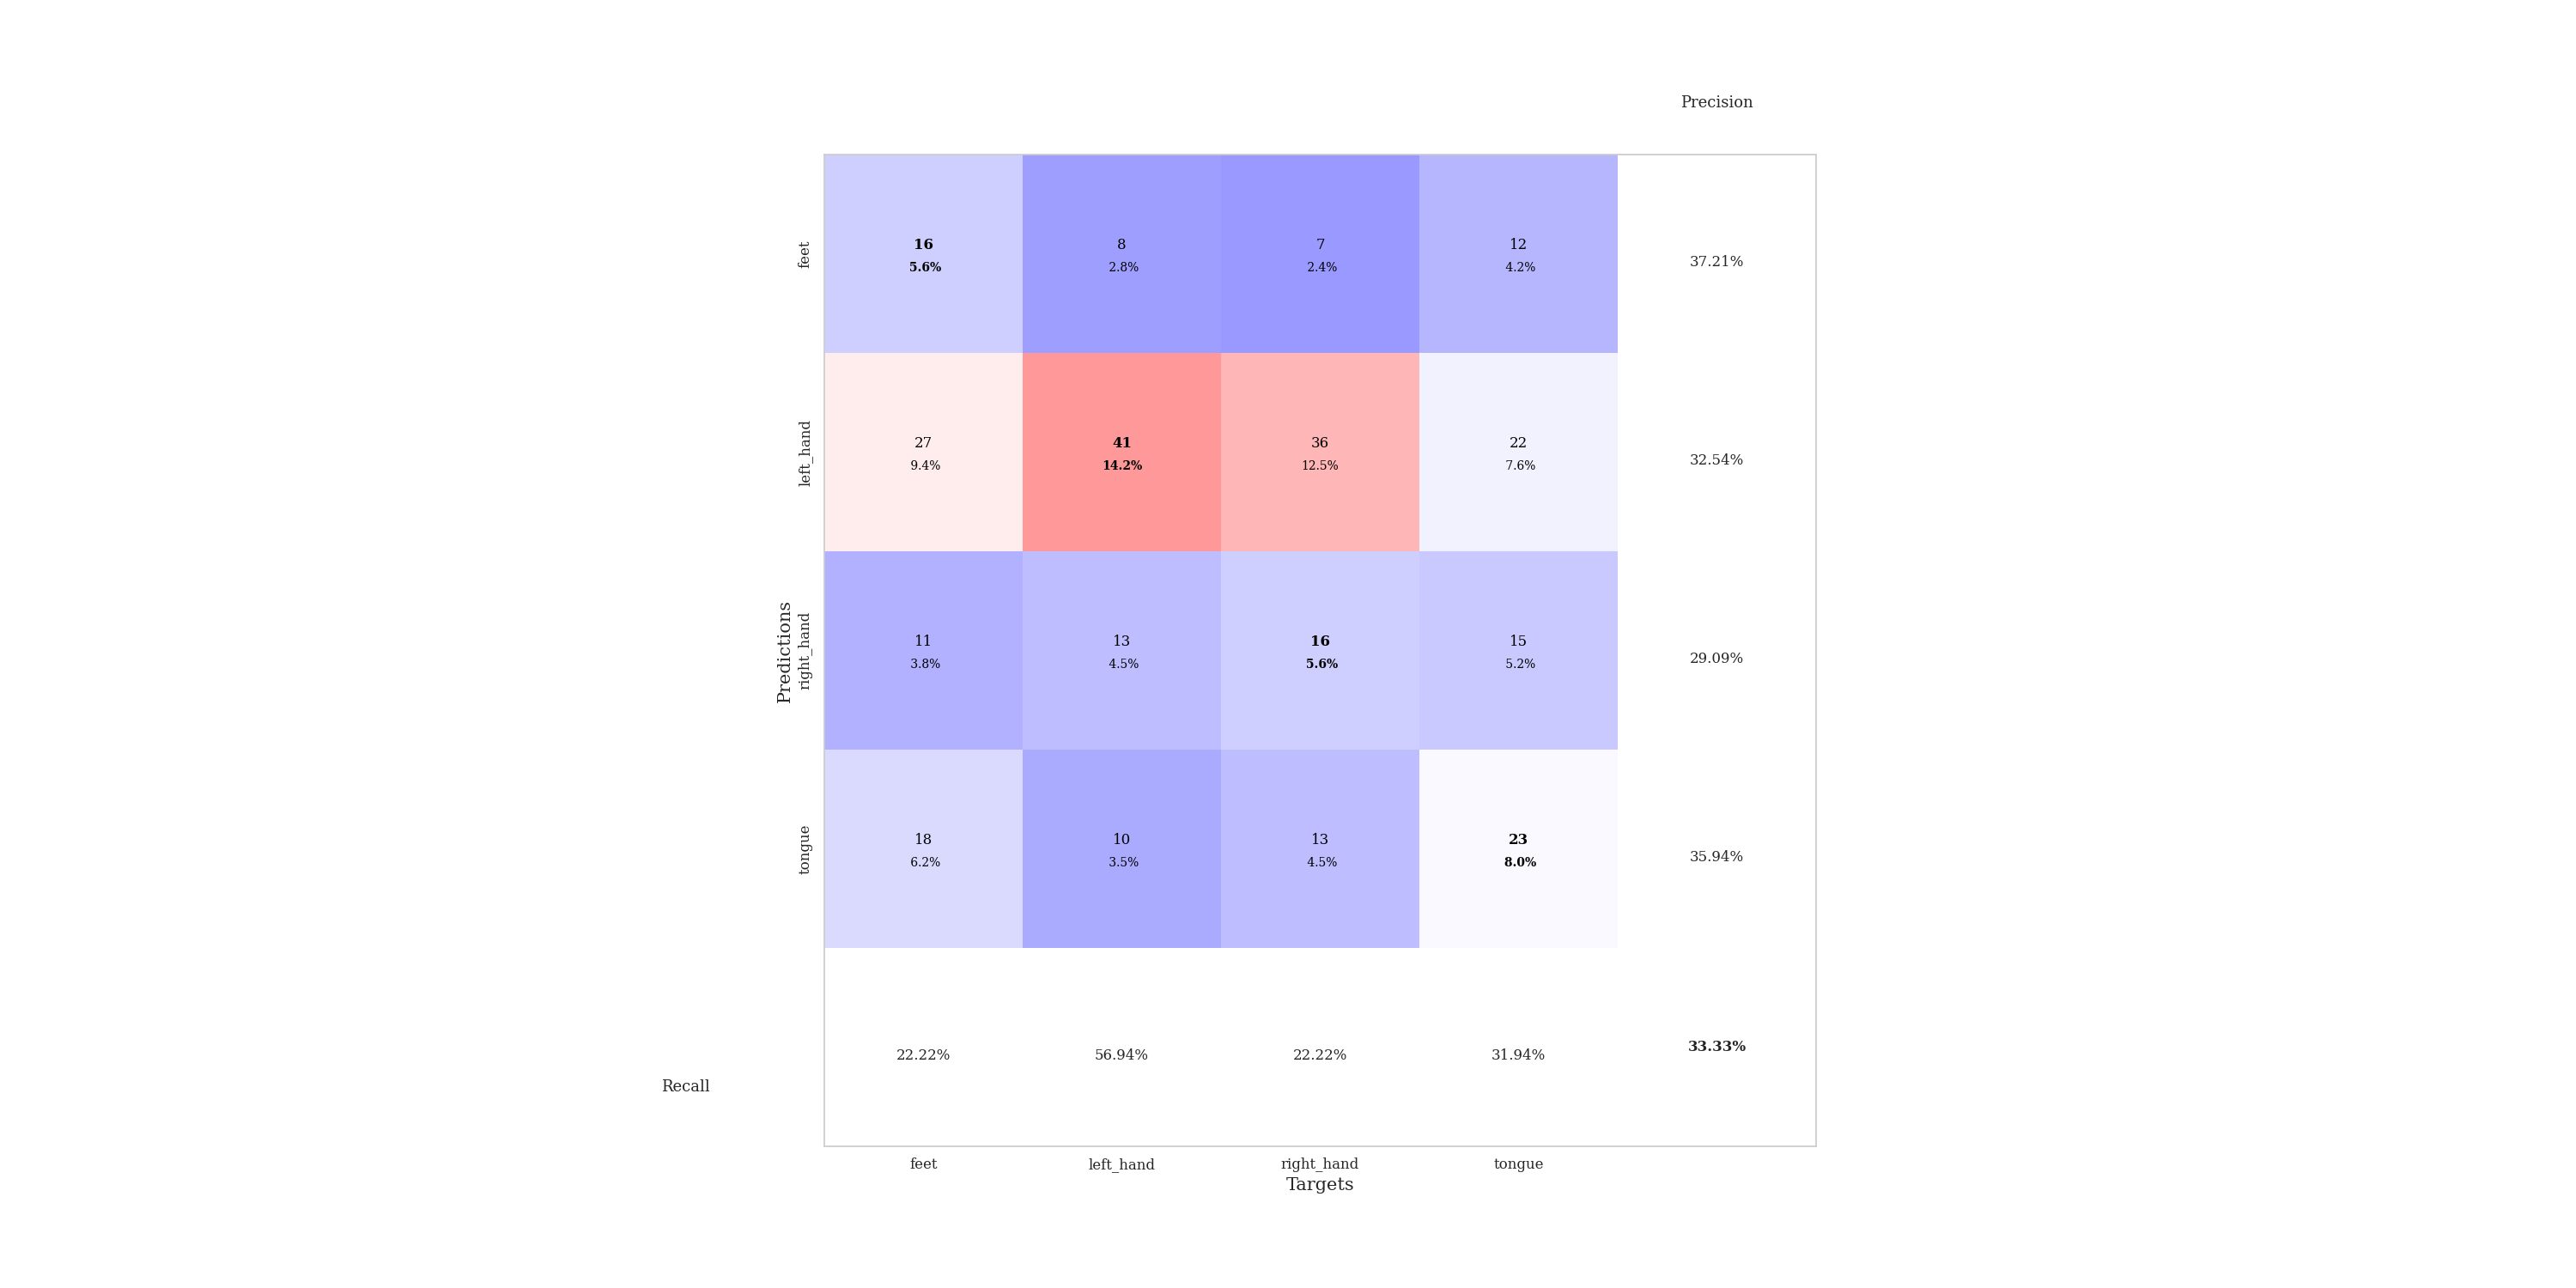 Precision
feet
16 8 7 12
5.6% 2.8% 2.4% 4.2%
37.21%
left_hand
27 41 36 22
9.4% 14.2% 12.5% 7.6%
32.54%
Predictions
right_hand
11 13 16 15
3.8% 4.5% 5.6% 5.2%
29.09%
tongue
18 10 13 23
6.2% 3.5% 4.5% 8.0%
35.94%
22.22% 56.94% 22.22% 31.94% 33.33%
Recall
feet left_hand right_hand tongue
Targets